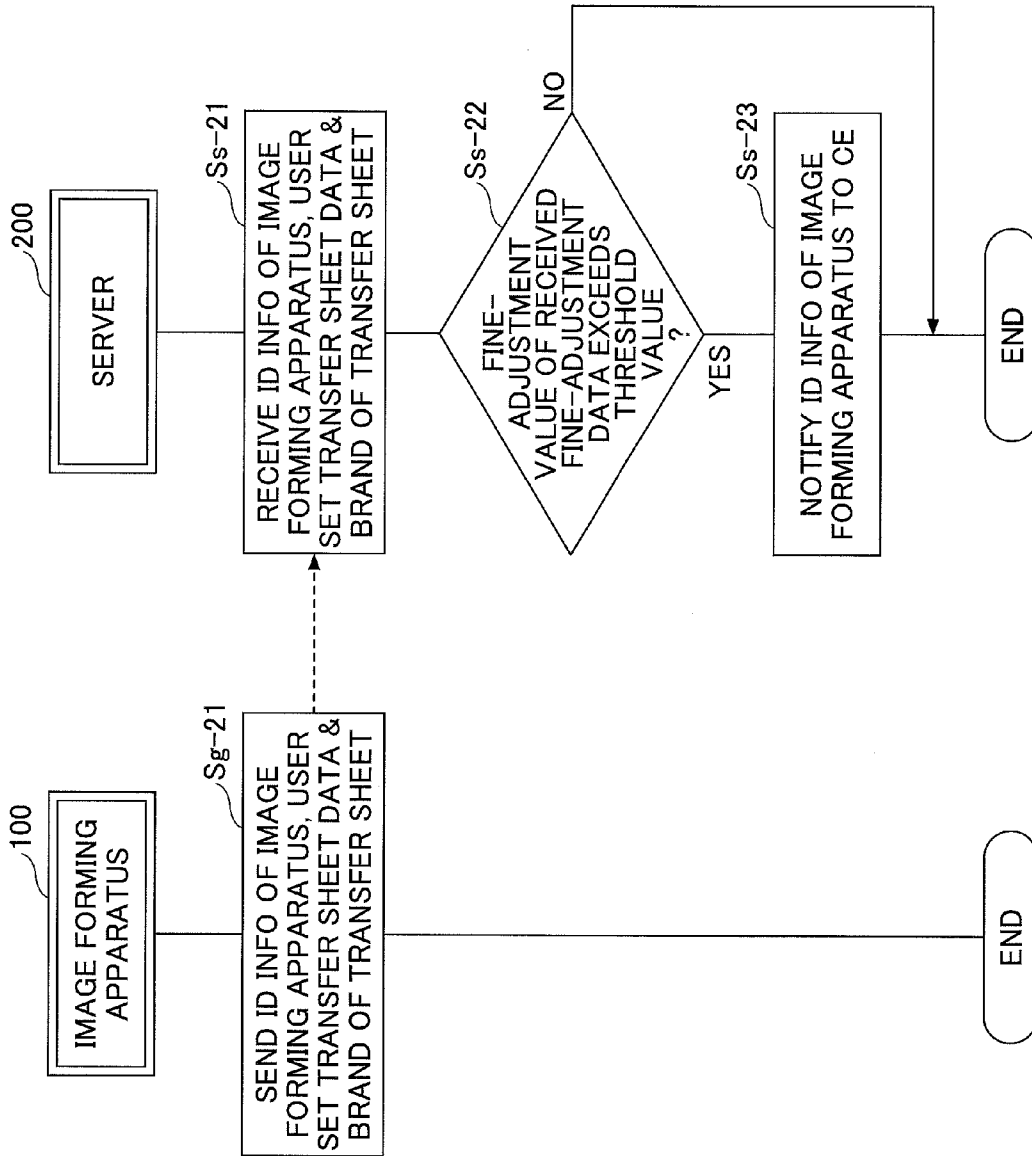 100
IMAGE FORMING
APPARATUS
Sg-21
SEND ID INFO OF IMAGE
FORMING APPARATUS, USER
SET TRANSFER SHEET DATA &
BRAND OF TRANSFER SHEET
END
200
SERVER
Ss-21
RECEIVE ID INFO OF IMAGE
FORMING APPARATUS, USER
SET TRANSFER SHEET DATA &
BRAND OF TRANSFER SHEET
Ss-22
FINE-
ADJUSTMENT
VALUE OF RECEIVED
FINE-ADJUSTMENT
DATA EXCEEDS
THRESHOLD
VALUE
?
NO
YES
Ss-23
NOTIFY ID INFO OF IMAGE
FORMING APPARATUS TO CE
END